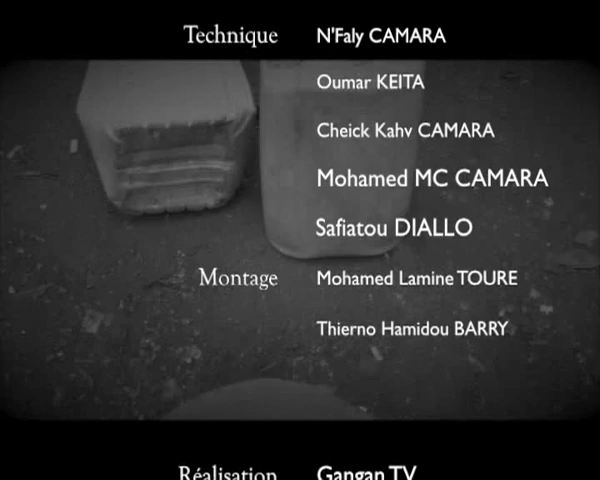 Technique N'Faly CAMARA
Oumar KEITA
Cheick Kahv CAMARA
Mohamed MC CAMARA
Safiatou DIALLO
Montage Mohamed Lamine TOURE
Thierno Hamidou BARRY
Réalisation Gangan TV